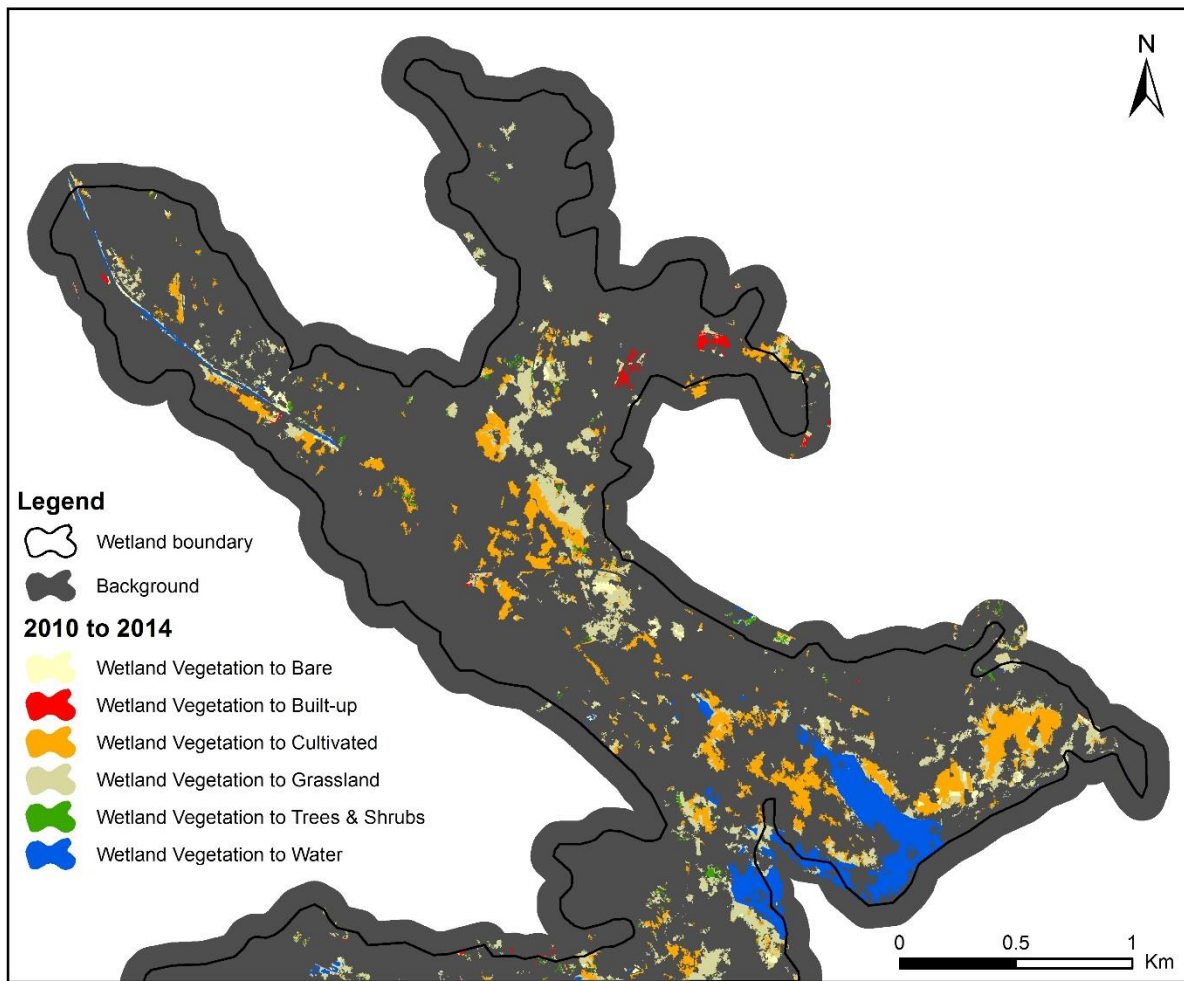 N
Legend
Wetland boundary
Background
2010 to 2014
Wetland Vegetation to Bare
Wetland Vegetation to Built-up
Wetland Vegetation to Cultivated
Wetland Vegetation to Grassland
Wetland Vegetation to Trees & Shrubs
Wetland Vegetation to Water
0 0.5 1
Km